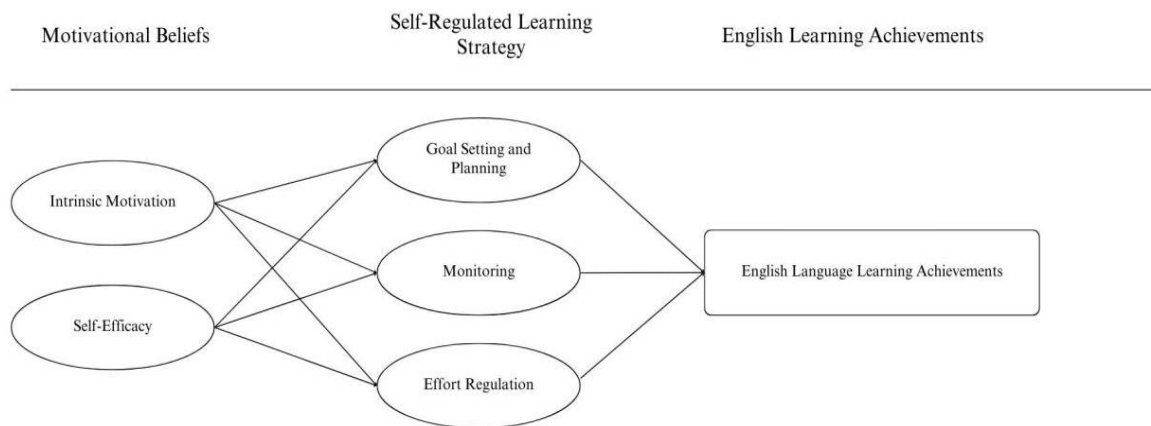 Motivational Beliefs
Self-Regulated Learning
Strategy
English Learning Achievements
Goal Setting and
Planning
Intrinsic Motivation
Monitoring
English Language Learning Achievements
Self-Efficacy
Effort Regulation